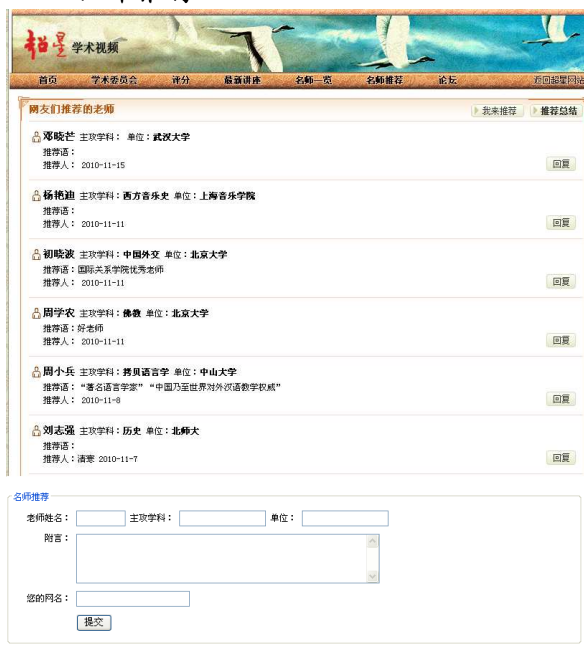 超星 学术视频
首页 学术委员会 评分 最新讲座 名师一览 名师推荐 论坛 返回超星网站
网友们推荐的老师 我来推荐 推荐总结
邓晓芒 主攻学科： 单位：武汉大学
推荐语：
推荐人： 2010-11-15 回复
杨艳迪 主攻学科：西方音乐史 单位：上海音乐学院
推荐语：
推荐人： 2010-11-11 回复
初晓波 主攻学科：中国外交 单位：北京大学
推荐语：国际关系学院优秀老师
推荐人： 2010-11-11 回复
周学农 主攻学科：佛教 单位：北京大学
推荐语：好老师
推荐人： 2010-11-11 回复
周小兵 主攻学科：拷贝语言学 单位：中山大学
推荐语：“著名语言学家”“中国乃至世界对外汉语教学权威”
推荐人： 2010-11-8 回复
刘志强 主攻学科：历史 单位：北师大
推荐语：
推荐人：清寒 2010-11-7 回复
名师推荐
老师姓名： 主攻学科： 单位：
附言：
您的网名：
提交